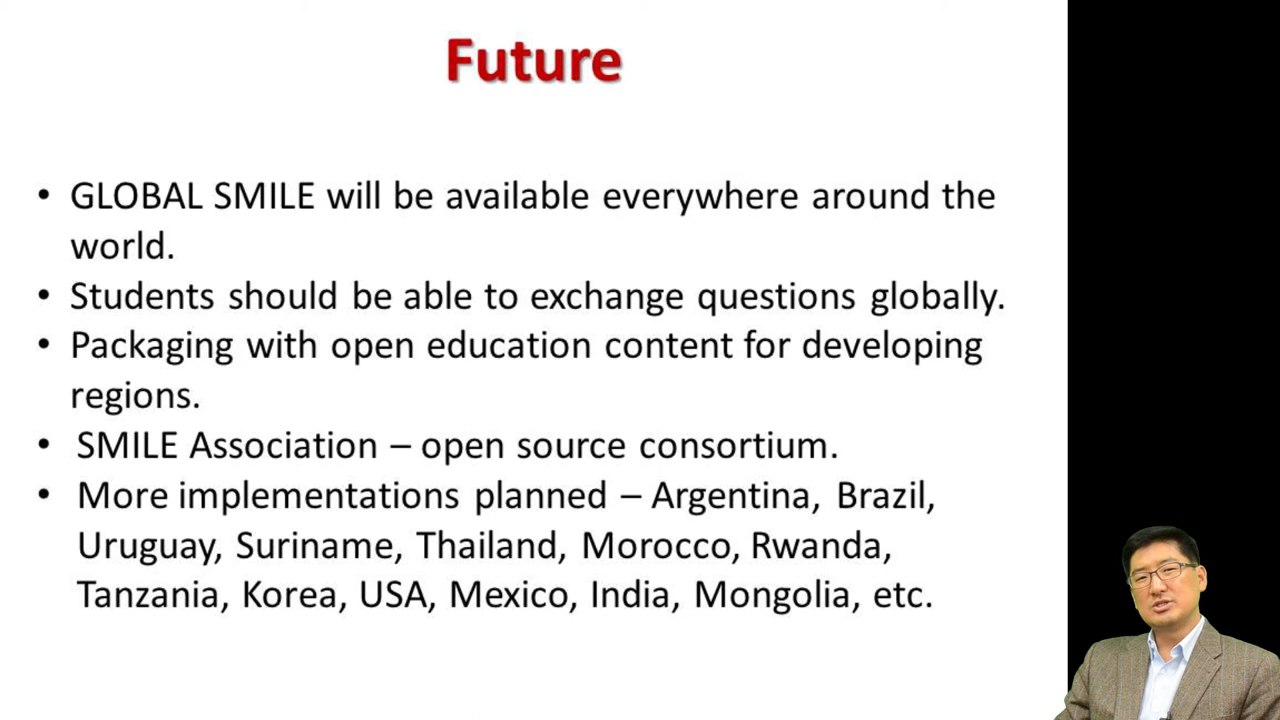 Future
• GLOBAL SMILE will be available everywhere around the
world.
• Students should be able to exchange questions globally.
• Packaging with open education content for developing
regions.
• SMILE Association – open source consortium.
• More implementations planned – Argentina, Brazil,
Uruguay, Suriname, Thailand, Morocco, Rwanda,
Tanzania, Korea, USA, Mexico, India, Mongolia, etc.